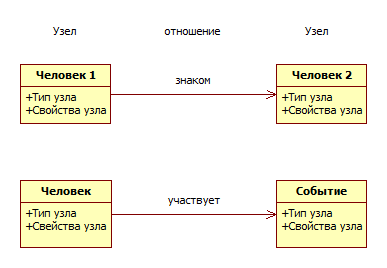 Узел отношение Узел
Человек 1 знаком Человек 2
+Тип узла +Тип узла
+Свойства узла +Свойства узла
Человек участвует Событие
+Тип узла +Тип узла
+Свейства узла +Свойства узла